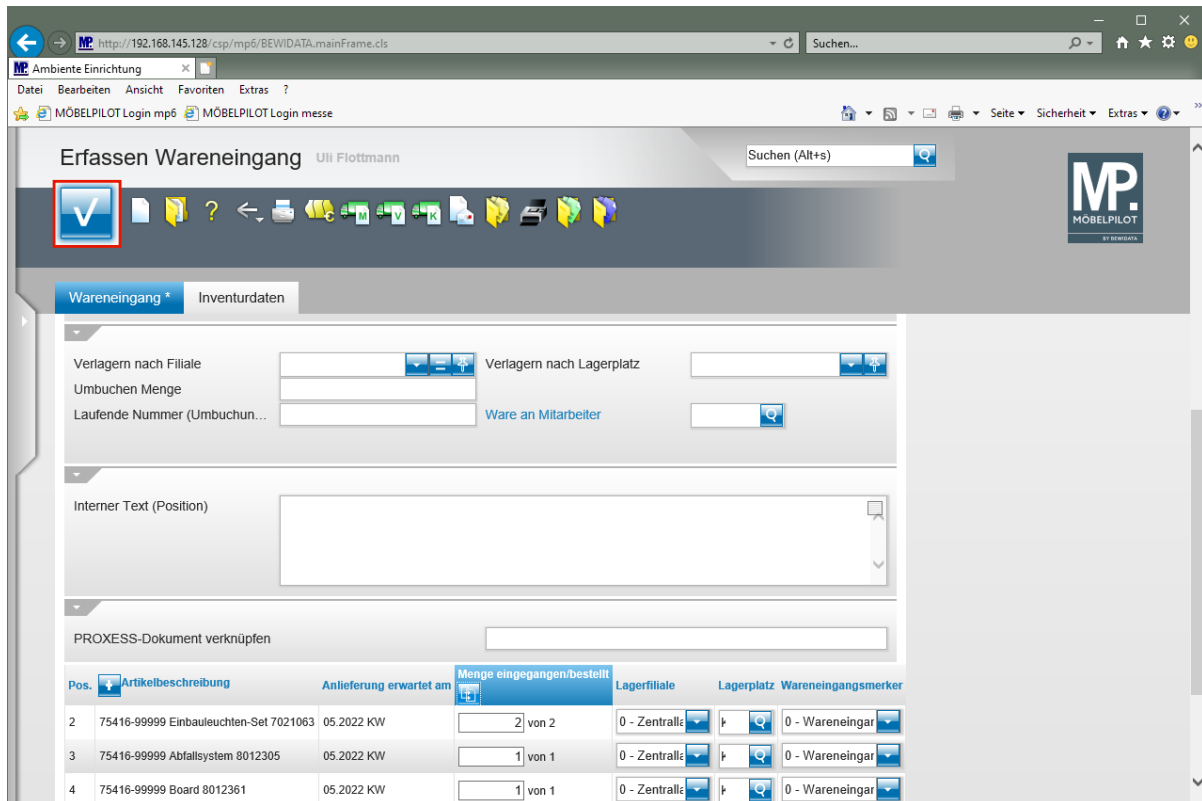 http://192.168.145.128/csp/mp6/BEWIDATA.mainFrame.cls
Suchen...
MP. Ambiente Einrichtung
Datei Bearbeiten Ansicht Favoriten Extras ?
MÖBELPILOT Login mp6 MÖBELPILOT Login messe
Seite Sicherheit Extras
Erfassen Wareneingang Uli Flottmann
Suchen (Alt+s)
M V K
MP.
MÖBELPILOT
BY BEWIDATA
Wareneingang * Inventurdaten
Verlagern nach Filiale Verlagern nach Lagerplatz
Umbuchen Menge
Laufende Nummer (Umbuchun... Ware an Mitarbeiter
Interner Text (Position)
PROXESS-Dokument verknüpfen
Pos. Artikelbeschreibung Anlieferung erwartet am Menge eingegangen/bestellt Lagerfiliale Lagerplatz Wareneingangsmerker
2 75416-99999 Einbauleuchten-Set 7021063 05.2022 KW 2 von 2 0 - Zentralla 0 - Wareneingar
3 75416-99999 Abfallsystem 8012305 05.2022 KW 1 von 1 0 - Zentralla 0 - Wareneingar
4 75416-99999 Board 8012361 05.2022 KW 1 von 1 0 - Zentralla 0 - Wareneingar